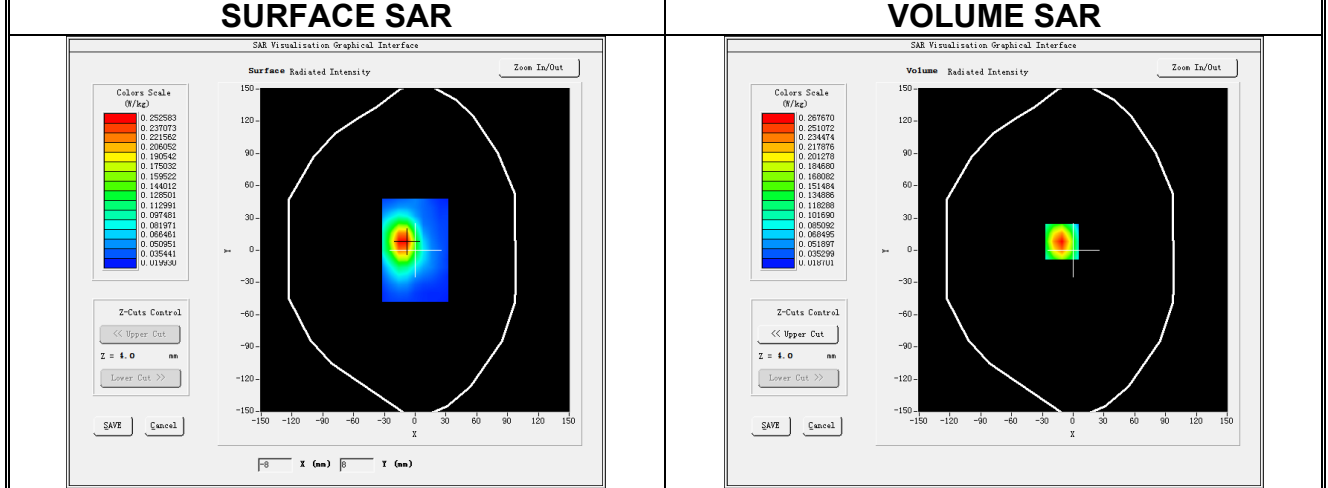 SURFACE SAR
SAR Visualisation Graphical Interface
Surface Radiated Intensity
Zoom In/Out
Colors Scale
(W/kg)
0.252583
0.237073
0.221562
0.206052
0.190542
0.175032
0.159522
0.144012
0.128501
0.112991
0.097481
0.081971
0.066461
0.050951
0.035441
0.019930
Z-Cuts Control
<< Upper Cut
Z = 4.0 mm
Lower Cut >>
SAVE Cancel
150
120
90
60
30
0
-30
-60
-90
-120
-150
Y
-150 -120 -90 -60 -30 0 30 60 90 120 150
X
-8 X (mm) 8 Y (mm)
VOLUME SAR
SAR Visualisation Graphical Interface
Volume Radiated Intensity
Zoom In/Out
Colors Scale
(W/kg)
0.267670
0.251072
0.234474
0.217876
0.201278
0.184680
0.168082
0.151484
0.134886
0.118288
0.101690
0.085092
0.068495
0.051897
0.035299
0.018701
Z-Cuts Control
<< Upper Cut
Z = 4.0 mm
Lower Cut >>
SAVE Cancel
150
120
90
60
30
0
-30
-60
-90
-120
-150
Y
-150 -120 -90 -60 -30 0 30 60 90 120 150
X